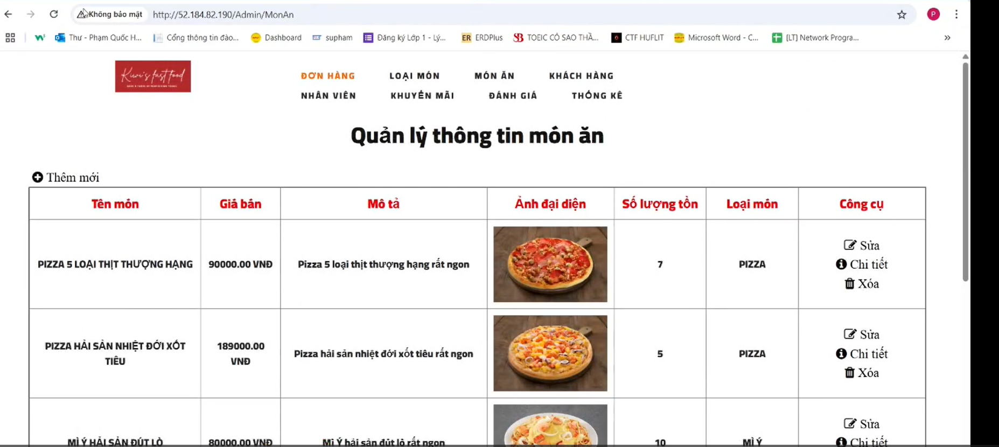 Không bảo mật
http://52.184.82.190/Admin/MonAn
P
Thư - Phạm Quốc H...
Cổng thông tin đào...
Dashboard
supham
Đăng ký Lớp 1 - Lý...
ER ERDPlus
TOEIC CÔ SAO THẦ...
CTF HUFLIT
Microsoft Word - C...
[LT] Network Progra...
»
Kiwi's fast food
ĐƠN HÀNG LOẠI MÓN MÓN ĂN KHÁCH HÀNG
NHÂN VIÊN KHUYẾN MÃI ĐÁNH GIÁ THỐNG KÊ
Quản lý thông tin món ăn
Thêm mới
Tên món Giá bán Mô tả Ảnh đại diện Số lượng tồn Loại món Công cụ
PIZZA 5 LOẠI THỊT THƯỢNG HẠNG 90000.00 VNĐ Pizza 5 loại thịt thượng hạng rất ngon 7 PIZZA
Sửa
Chi tiết
Xóa
PIZZA HẢI SẢN NHIỆT ĐỚI XỐT
TIÊU
189000.00
VNĐ
Pizza hải sản nhiệt đới xốt tiêu rất ngon 5 PIZZA
Sửa
Chi tiết
Xóa
MÌ Ý HẢI SẢN ĐÚT LÒ 80000.00 VNĐ Mì Ý hải sản đút lò rất ngon 10 MÌ Ý
Sửa
Chi tiết